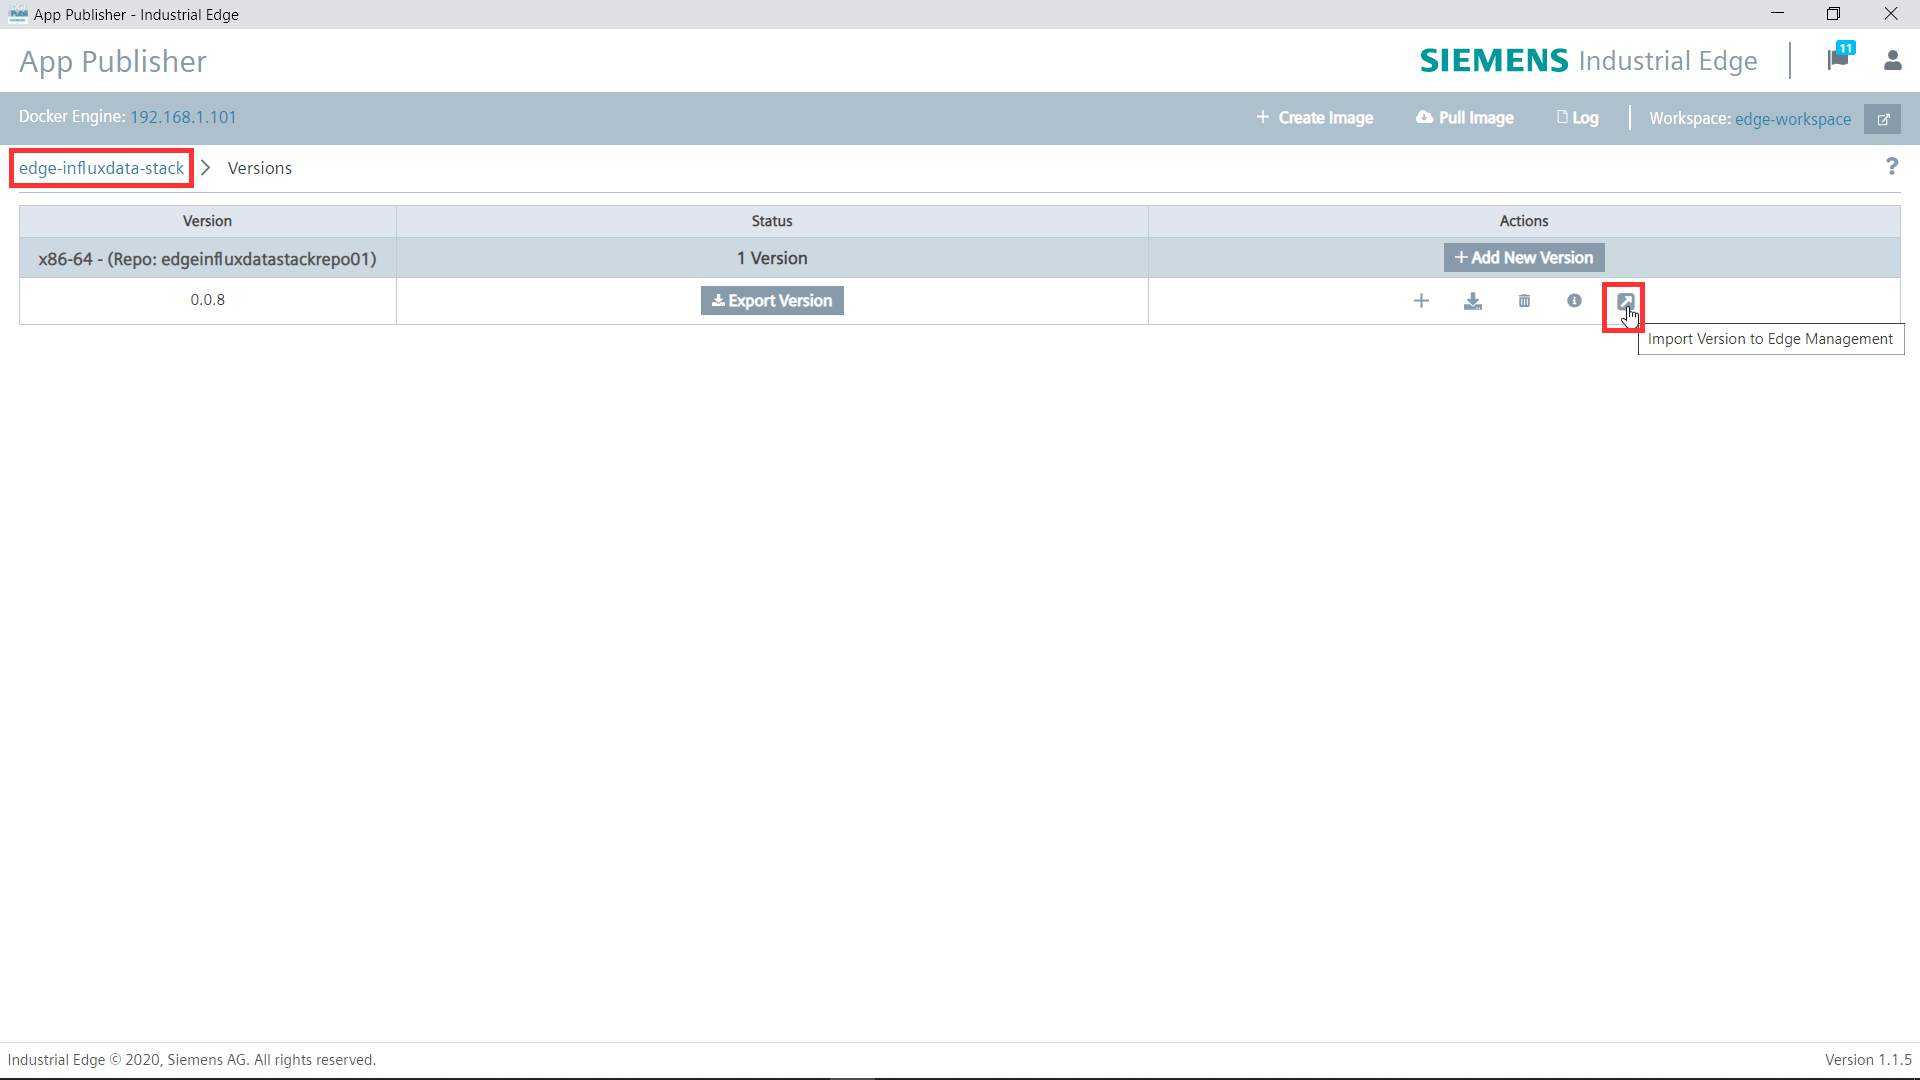 App Publisher - Industrial Edge
App Publisher
SIEMENS Industrial Edge
11
Docker Engine: 192.168.1.101
+ Create Image
Pull Image
Log
Workspace: edge-workspace
edge-influxdata-stack > Versions
?
Version Status Actions
x86-64 - (Repo: edgeinfluxdatastackrepo01) 1 Version + Add New Version
0.0.8 Export Version
Import Version to Edge Management
Industrial Edge © 2020, Siemens AG. All rights reserved.
Version 1.1.5